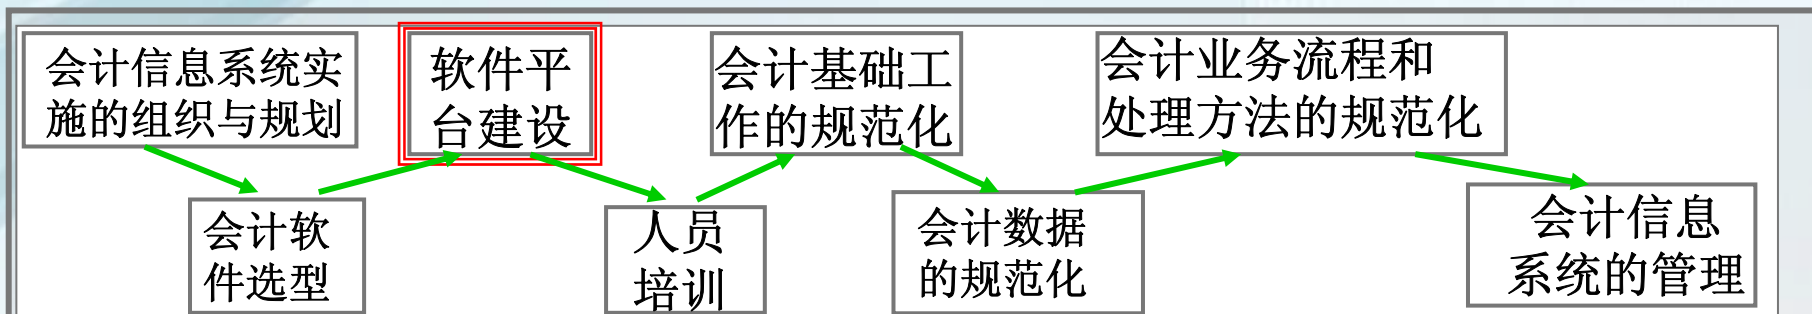 会计信息系统实
施的组织与规划
会计软
件选型
软件平
台建设
人员
培训
会计基础工
作的规范化
会计数据
的规范化
会计业务流程和
处理方法的规范化
会计信息
系统的管理